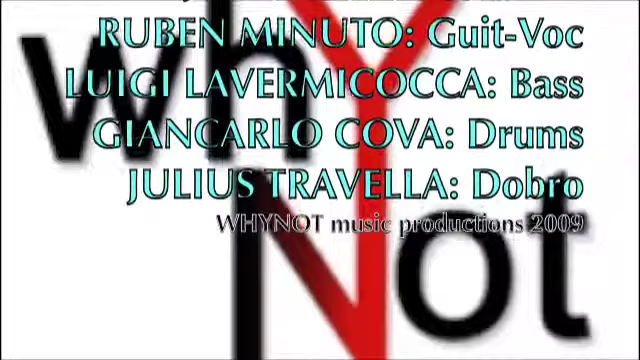 RUBEN MINUTO: Guit-Voc
LUIGI LAVERMICOCCA: Bass
GIANCARLO COVA: Drums
JULIUS TRAVELLA: Dobro
WHYNOT music productions 2009
whY
Not